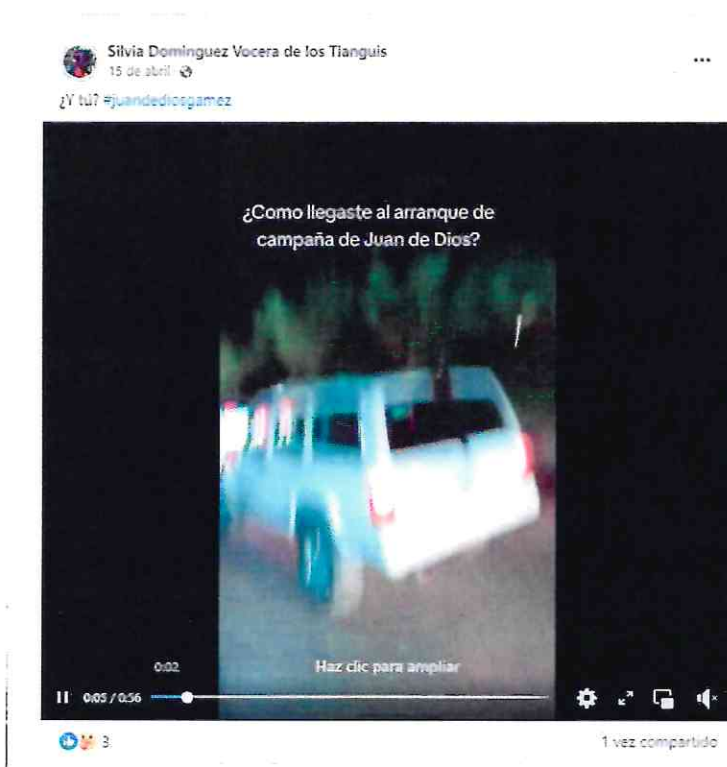 Silvia Dominguez Vocera de los Tianguis
15 de abril
¿Y tú? #juandediosgamez
¿Como llegaste al arranque de
campaña de Juan de Dios?
0:02
Haz clic para ampliar
0:05 / 0:56
3
1 vez compartido